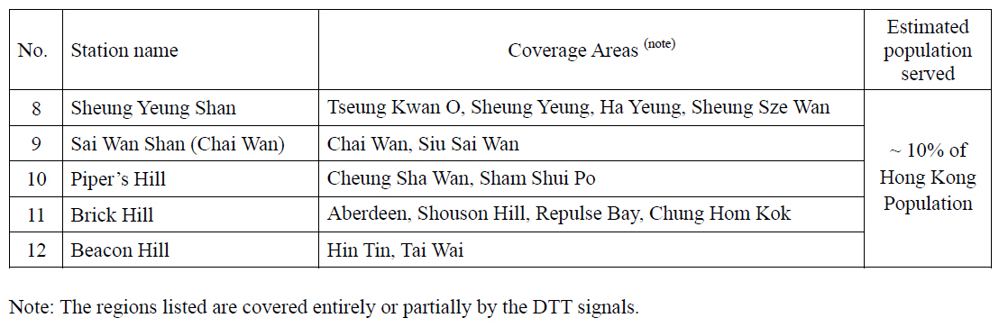 No. Station name Coverage Areas (note) Estimated population served
8 Sheung Yeung Shan Tseung Kwan O, Sheung Yeung, Ha Yeung, Sheung Sze Wan
9 Sai Wan Shan (Chai Wan) Chai Wan, Siu Sai Wan
10 Piper’s Hill Cheung Sha Wan, Sham Shui Po
11 Brick Hill Aberdeen, Shouson Hill, Repulse Bay, Chung Hom Kok
12 Beacon Hill Hin Tin, Tai Wai
~ 10% of
Hong Kong
Population
Note: The regions listed are covered entirely or partially by the DTT signals.